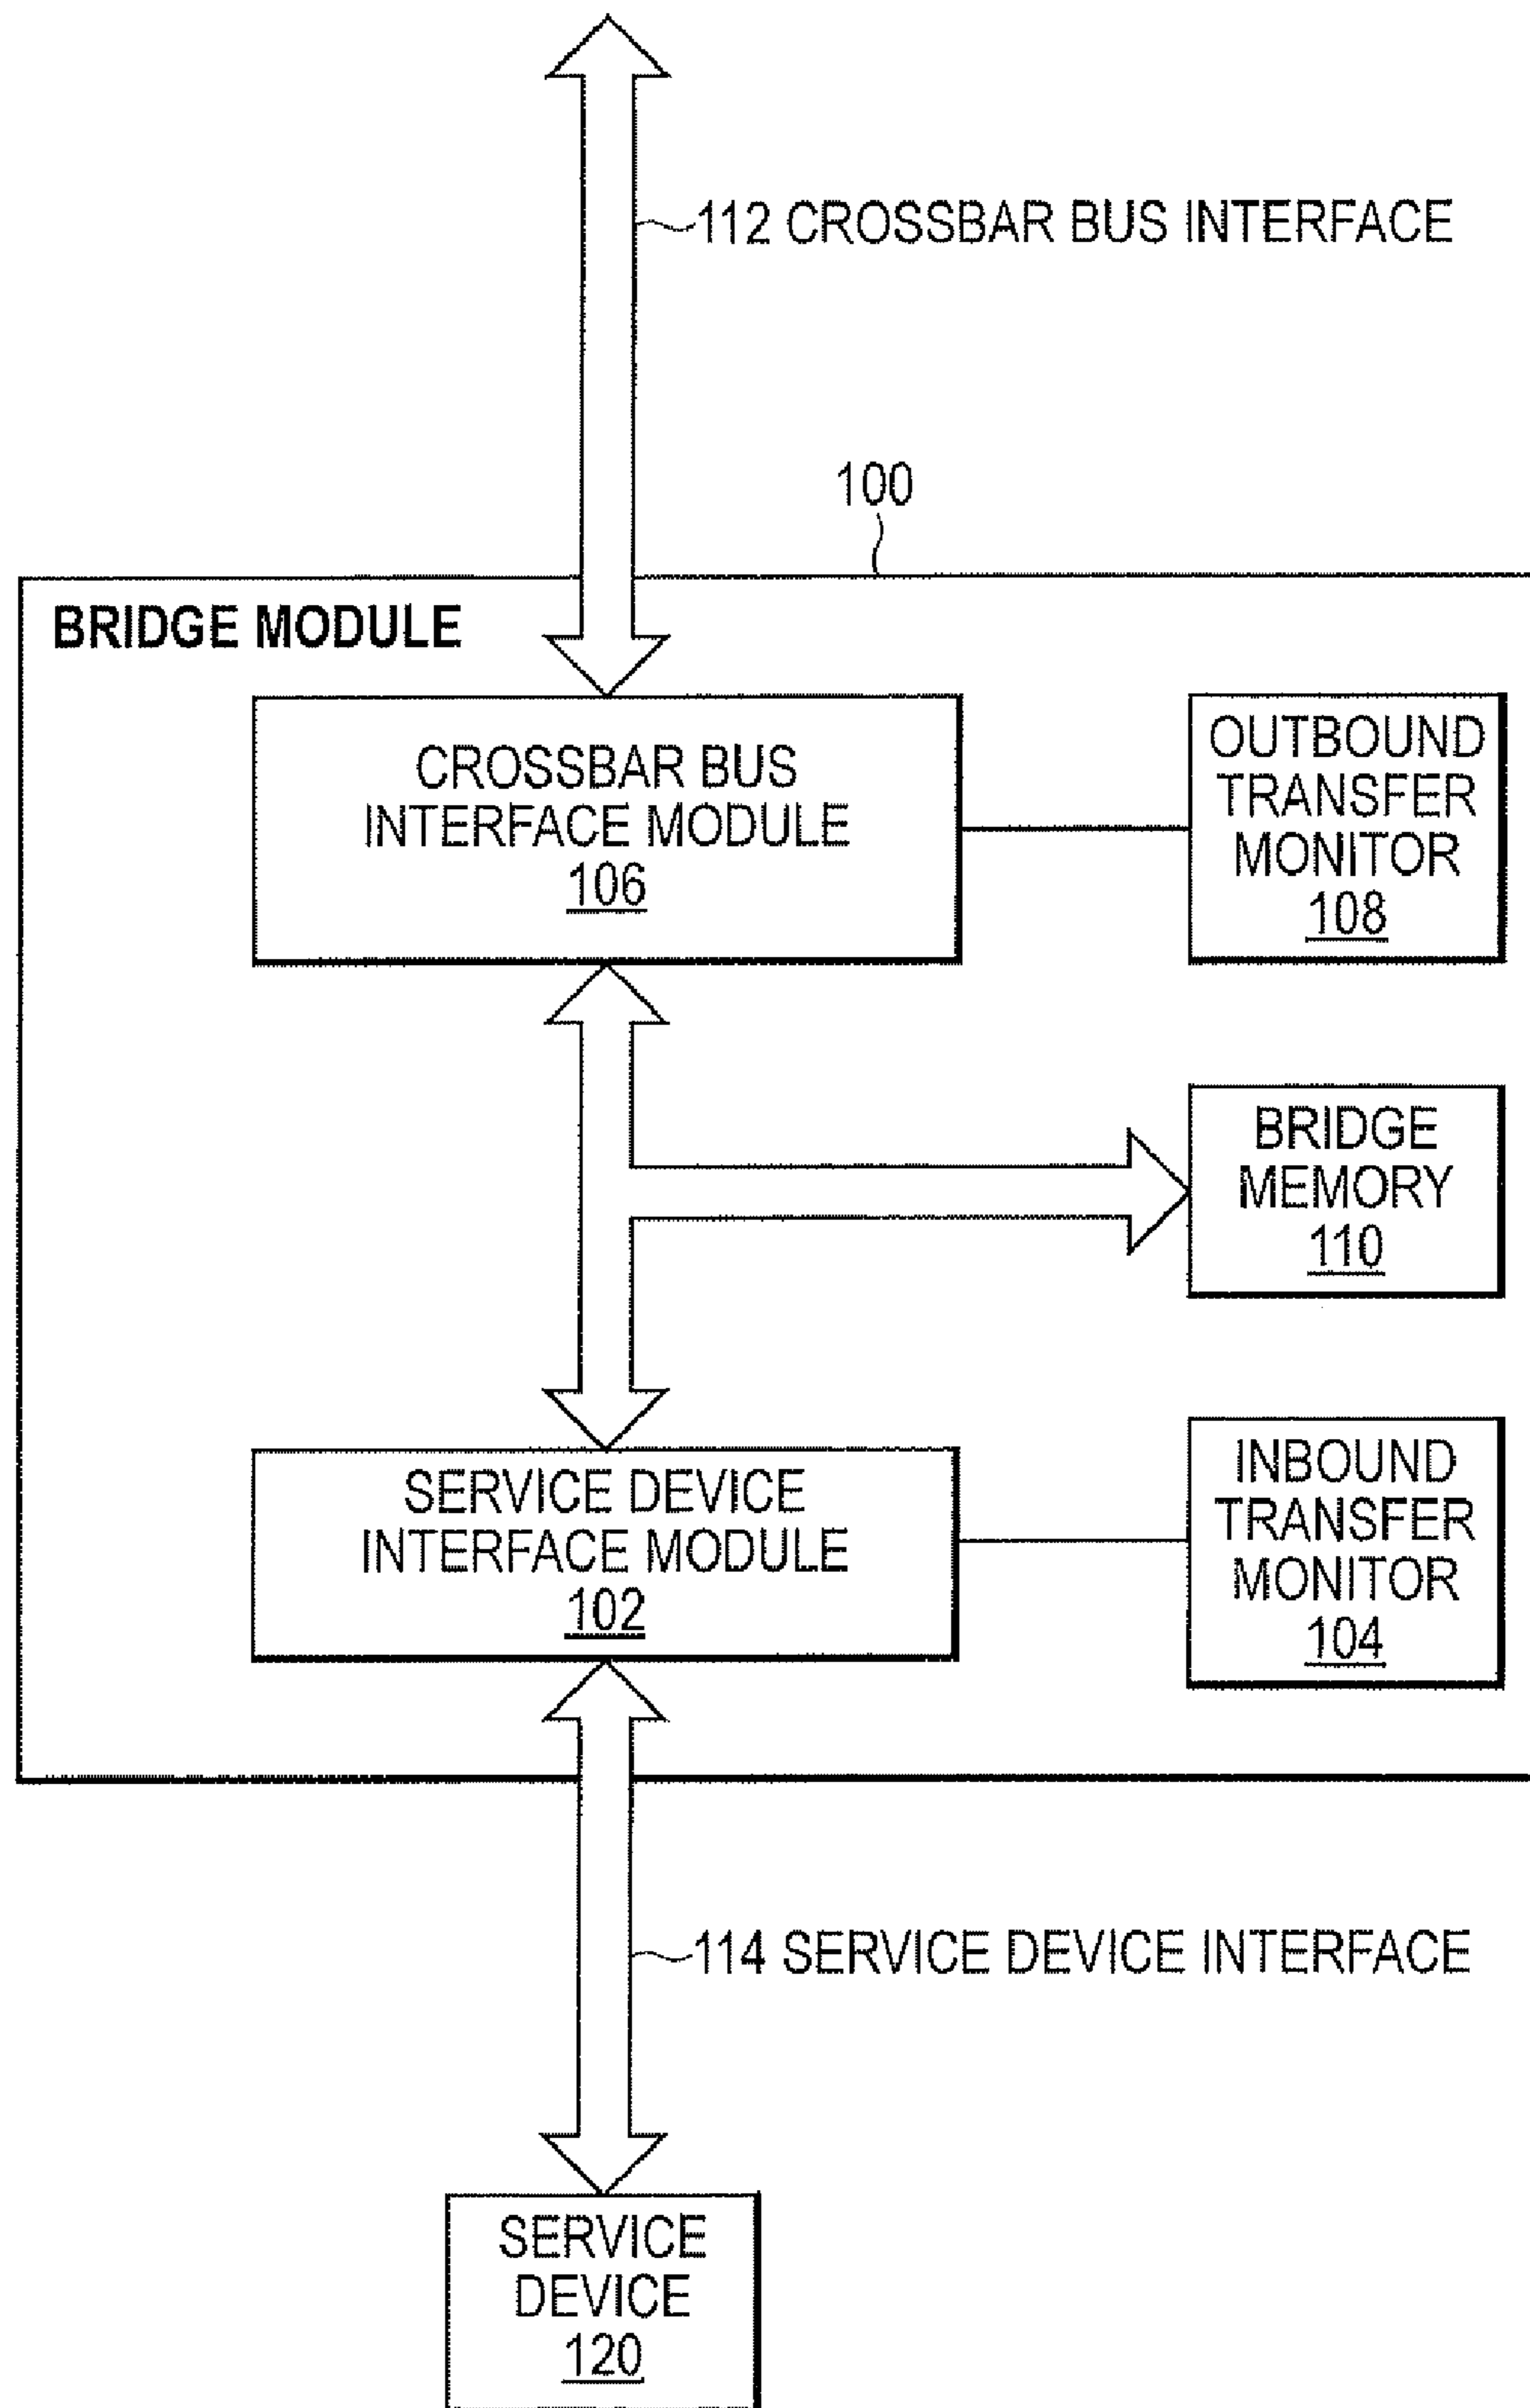 112 CROSSBAR BUS INTERFACE
100
BRIDGE MODULE
CROSSBAR BUS
INTERFACE MODULE
106
OUTBOUND
TRANSFER
MONITOR
108
BRIDGE
MEMORY
110
SERVICE DEVICE
INTERFACE MODULE
102
INBOUND
TRANSFER
MONITOR
104
114 SERVICE DEVICE INTERFACE
SERVICE
DEVICE
120